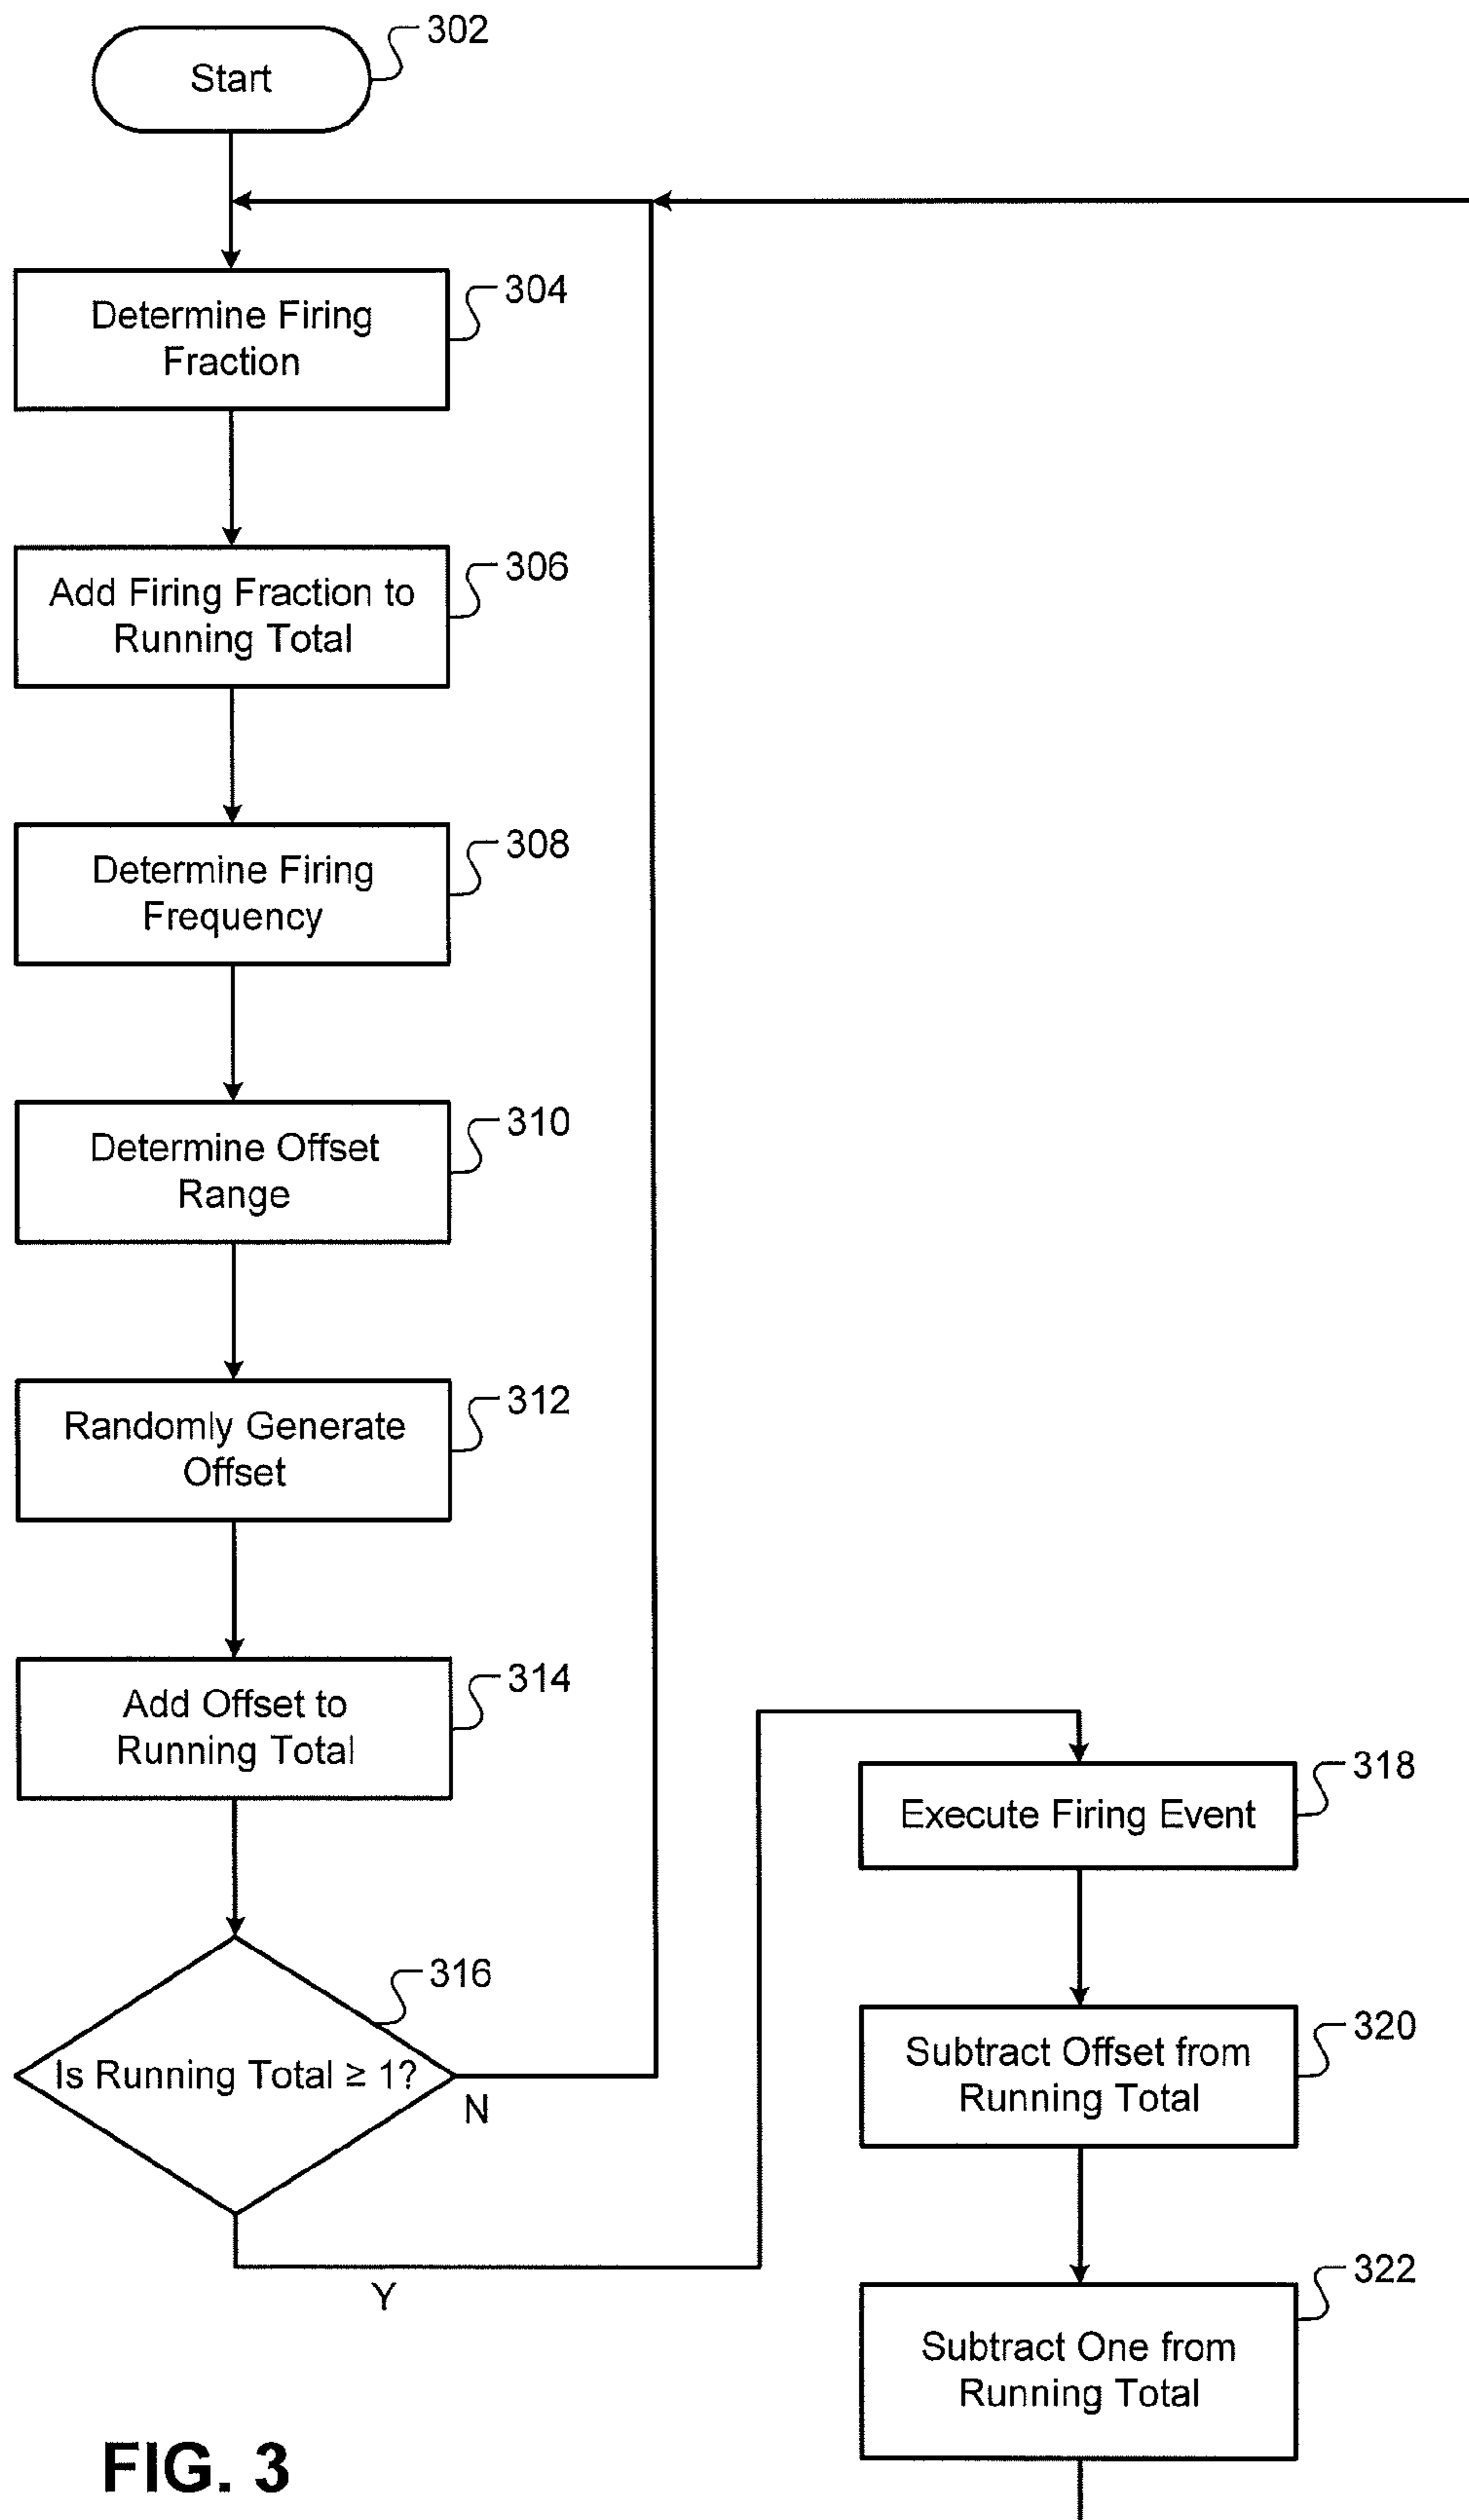 302
Start
304
Determine Firing
Fraction
306
Add Firing Fraction to
Running Total
308
Determine Firing
Frequency
310
Determine Offset
Range
312
Randomly Generate
Offset
314
Add Offset to
Running Total
316
Is Running Total ≥ 1?
N
Y
318
Execute Firing Event
320
Subtract Offset from
Running Total
322
Subtract One from
Running Total
FIG. 3